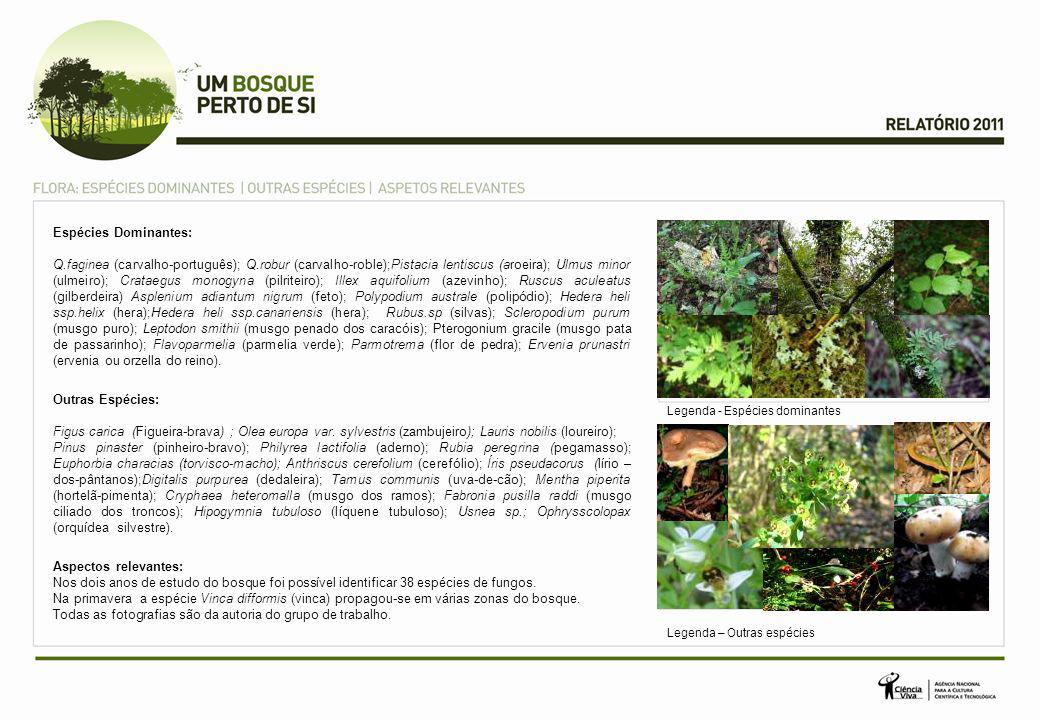 UM BOSQUE
PERTO DE SI
RELATÓRIO 2011
FLORA: ESPÉCIES DOMINANTES | OUTRAS ESPÉCIES | ASPETOS RELEVANTES
Espécies Dominantes:
Q.faginea (carvalho-português); Q.robur (carvalho-roble);Pistacia lentiscus (aroeira); Ulmus minor
(ulmeiro); Crataegus monogyna (pilriteiro); Illex aquifolium (azevinho); Ruscus aculeatus
(gilberdeira) Asplenium adiantum nigrum (feto); Polypodium australe (polipódio); Hedera heli
ssp.helix (hera);Hedera heli ssp.canariensis (hera); Rubus.sp (silvas); Scleropodium purum
(musgo puro); Leptodon smithii (musgo penado dos caracóis); Pterogonium gracile (musgo pata
de passarinho); Flavoparmelia (parmelia verde); Parmotrema (flor de pedra); Ervenia prunastri
(ervenia ou orzella do reino).
Outras Espécies:
Figus carica (Figueira-brava) ; Olea europa var. sylvestris (zambujeiro); Lauris nobilis (loureiro);
Pinus pinaster (pinheiro-bravo); Philyrea lactifolia (aderno); Rubia peregrina (pegamasso);
Euphorbia characias (torvisco-macho); Anthriscus cerefolium (cerefólio); Íris pseudacorus (lírio –
dos-pântanos);Digitalis purpurea (dedaleira); Tamus communis (uva-de-cão); Mentha piperita
(hortelã-pimenta); Cryphaea heteromalla (musgo dos ramos); Fabronia pusilla raddi (musgo
ciliado dos troncos); Hipogymnia tubuloso (líquene tubuloso); Usnea sp.; Ophrysscolopax
(orquídea silvestre).
Aspectos relevantes:
Nos dois anos de estudo do bosque foi possível identificar 38 espécies de fungos.
Na primavera a espécie Vinca difformis (vinca) propagou-se em várias zonas do bosque.
Todas as fotografias são da autoria do grupo de trabalho.
Legenda - Espécies dominantes
Legenda – Outras espécies
Ciência
Viva
AGÊNCIA NACIONAL
PARA A CULTURA
CIENTÍFICA E TECNOLÓGICA